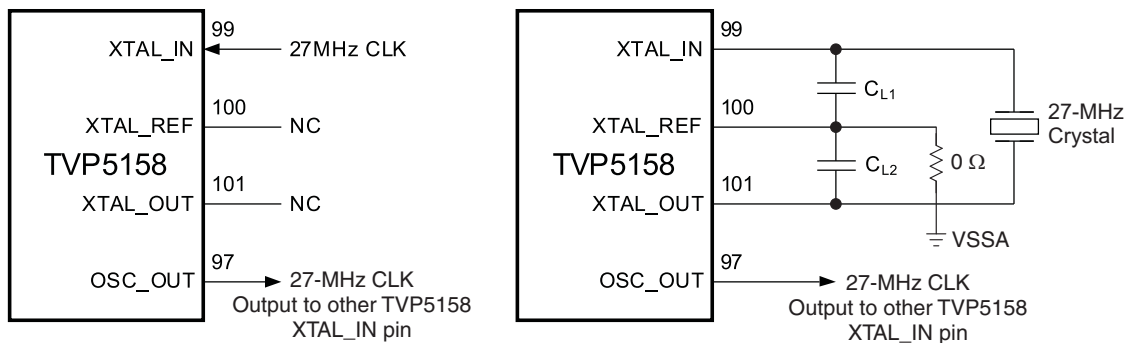 99
XTAL_IN
27MHz CLK
100
XTAL_REF
NC
TVP5158
101
XTAL_OUT
NC
97
OSC_OUT
27-MHz CLK
Output to other TVP5158
XTAL_IN pin
99
XTAL_IN
CL1
100
XTAL_REF
27-MHz
Crystal
TVP5158
CL2
0 Ω
101
XTAL_OUT
VSSA
97
OSC_OUT
27-MHz CLK
Output to other TVP5158
XTAL_IN pin